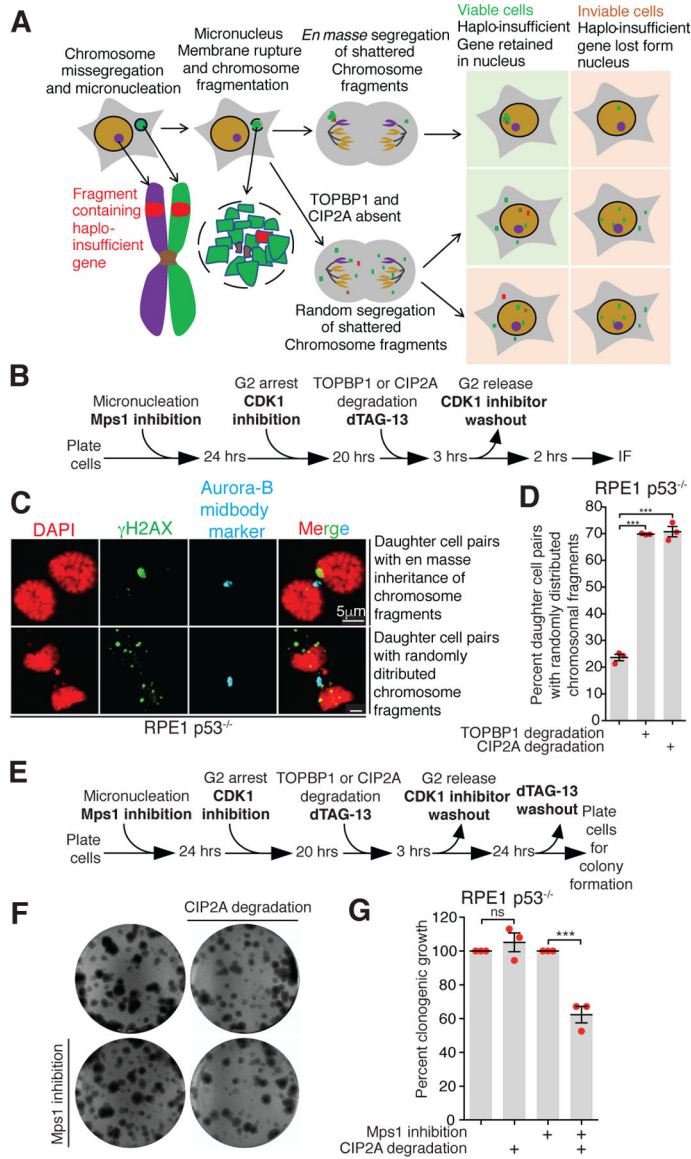 A
Chromosome
missegregation
and micronucleation
Micronucleus
Membrane rupture
and chromosome
fragmentation
En masse segregation
of shattered
Chromosome
fragments
Viable cells
Haplo-insufficient
Gene retained
in nucleus
Inviable cells
Haplo-insufficient
gene lost form
nucleus
Fragment
containing
haplo-
insufficient
gene
TOPBP1 and
CIP2A absent
Random segregation
of shattered
Chromosome fragments
B
Micronucleation
Mps1 inhibition
G2 arrest
CDK1
inhibition
TOPBP1 or CIP2A
degradation
dTAG-13
G2 release
CDK1 inhibitor
washout
Plate
cells
24 hrs
20 hrs
3 hrs
2 hrs
IF
C
DAPI
γH2AX
Aurora-B
midbody
marker
Merge
5μm
Daughter cell pairs
with en masse
inheritance of
chromosome
fragments
Daughter cell pairs
with randomly
ditributed
chromosome
fragments
RPE1 p53-/-
D
RPE1 p53-/-
Percent daughter cell pairs
with randomly distributed
chromosomal fragments
80
70
60
50
40
30
20
10
0
***
***
TOPBP1 degradation
+
CIP2A degradation
+
E
Micronucleation
Mps1 inhibition
G2 arrest
CDK1
inhibition
TOPBP1 or CIP2A
degradation
dTAG-13
G2 release
CDK1 inhibitor
washout
dTAG-13
washout
Plate
cells
24 hrs
20 hrs
3 hrs
24 hrs
Plate
cells
for
colony
formation
F
CIP2A degradation
Mps1 inhibition
G
RPE1 p53-/-
Percent clonogenic growth
120
100
80
60
40
20
0
ns
***
Mps1 inhibition
+ +
CIP2A degradation
+ +